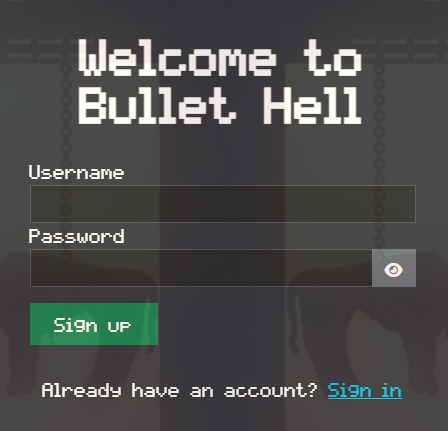 Welcome to
Bullet Hell
Username
Password
Sign up
Already have an account? Sign in